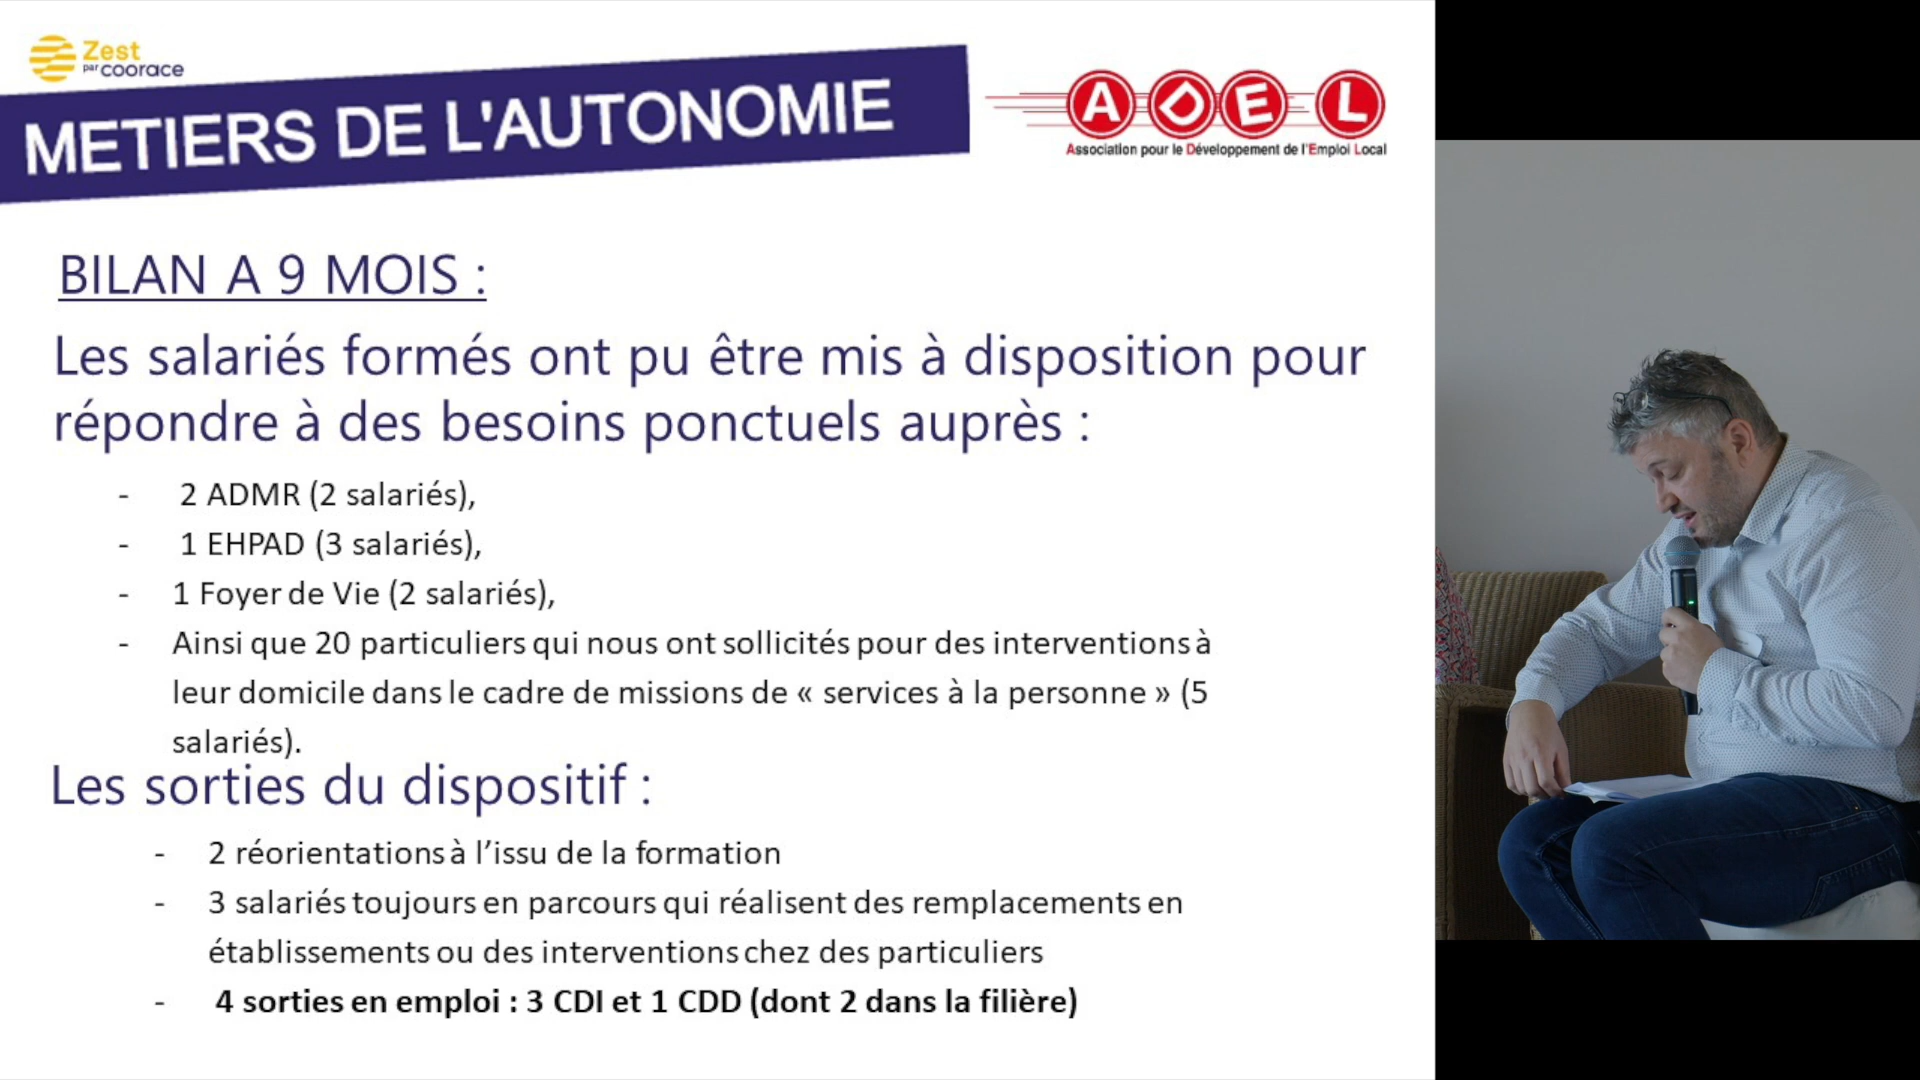 Zest
par coorace
METIERS DE L'AUTONOMIE
ADEL
Association pour le Développement de l'Emploi Local
BILAN A 9 MOIS :
Les salariés formés ont pu être mis à disposition pour
répondre à des besoins ponctuels auprès :
- 2 ADMR (2 salariés),
- 1 EHPAD (3 salariés),
- 1 Foyer de Vie (2 salariés),
- Ainsi que 20 particuliers qui nous ont sollicités pour des interventions à
leur domicile dans le cadre de missions de « services à la personne » (5
salariés).
Les sorties du dispositif :
- 2 réorientations à l’issu de la formation
- 3 salariés toujours en parcours qui réalisent des remplacements en
établissements ou des interventions chez des particuliers
- 4 sorties en emploi : 3 CDI et 1 CDD (dont 2 dans la filière)